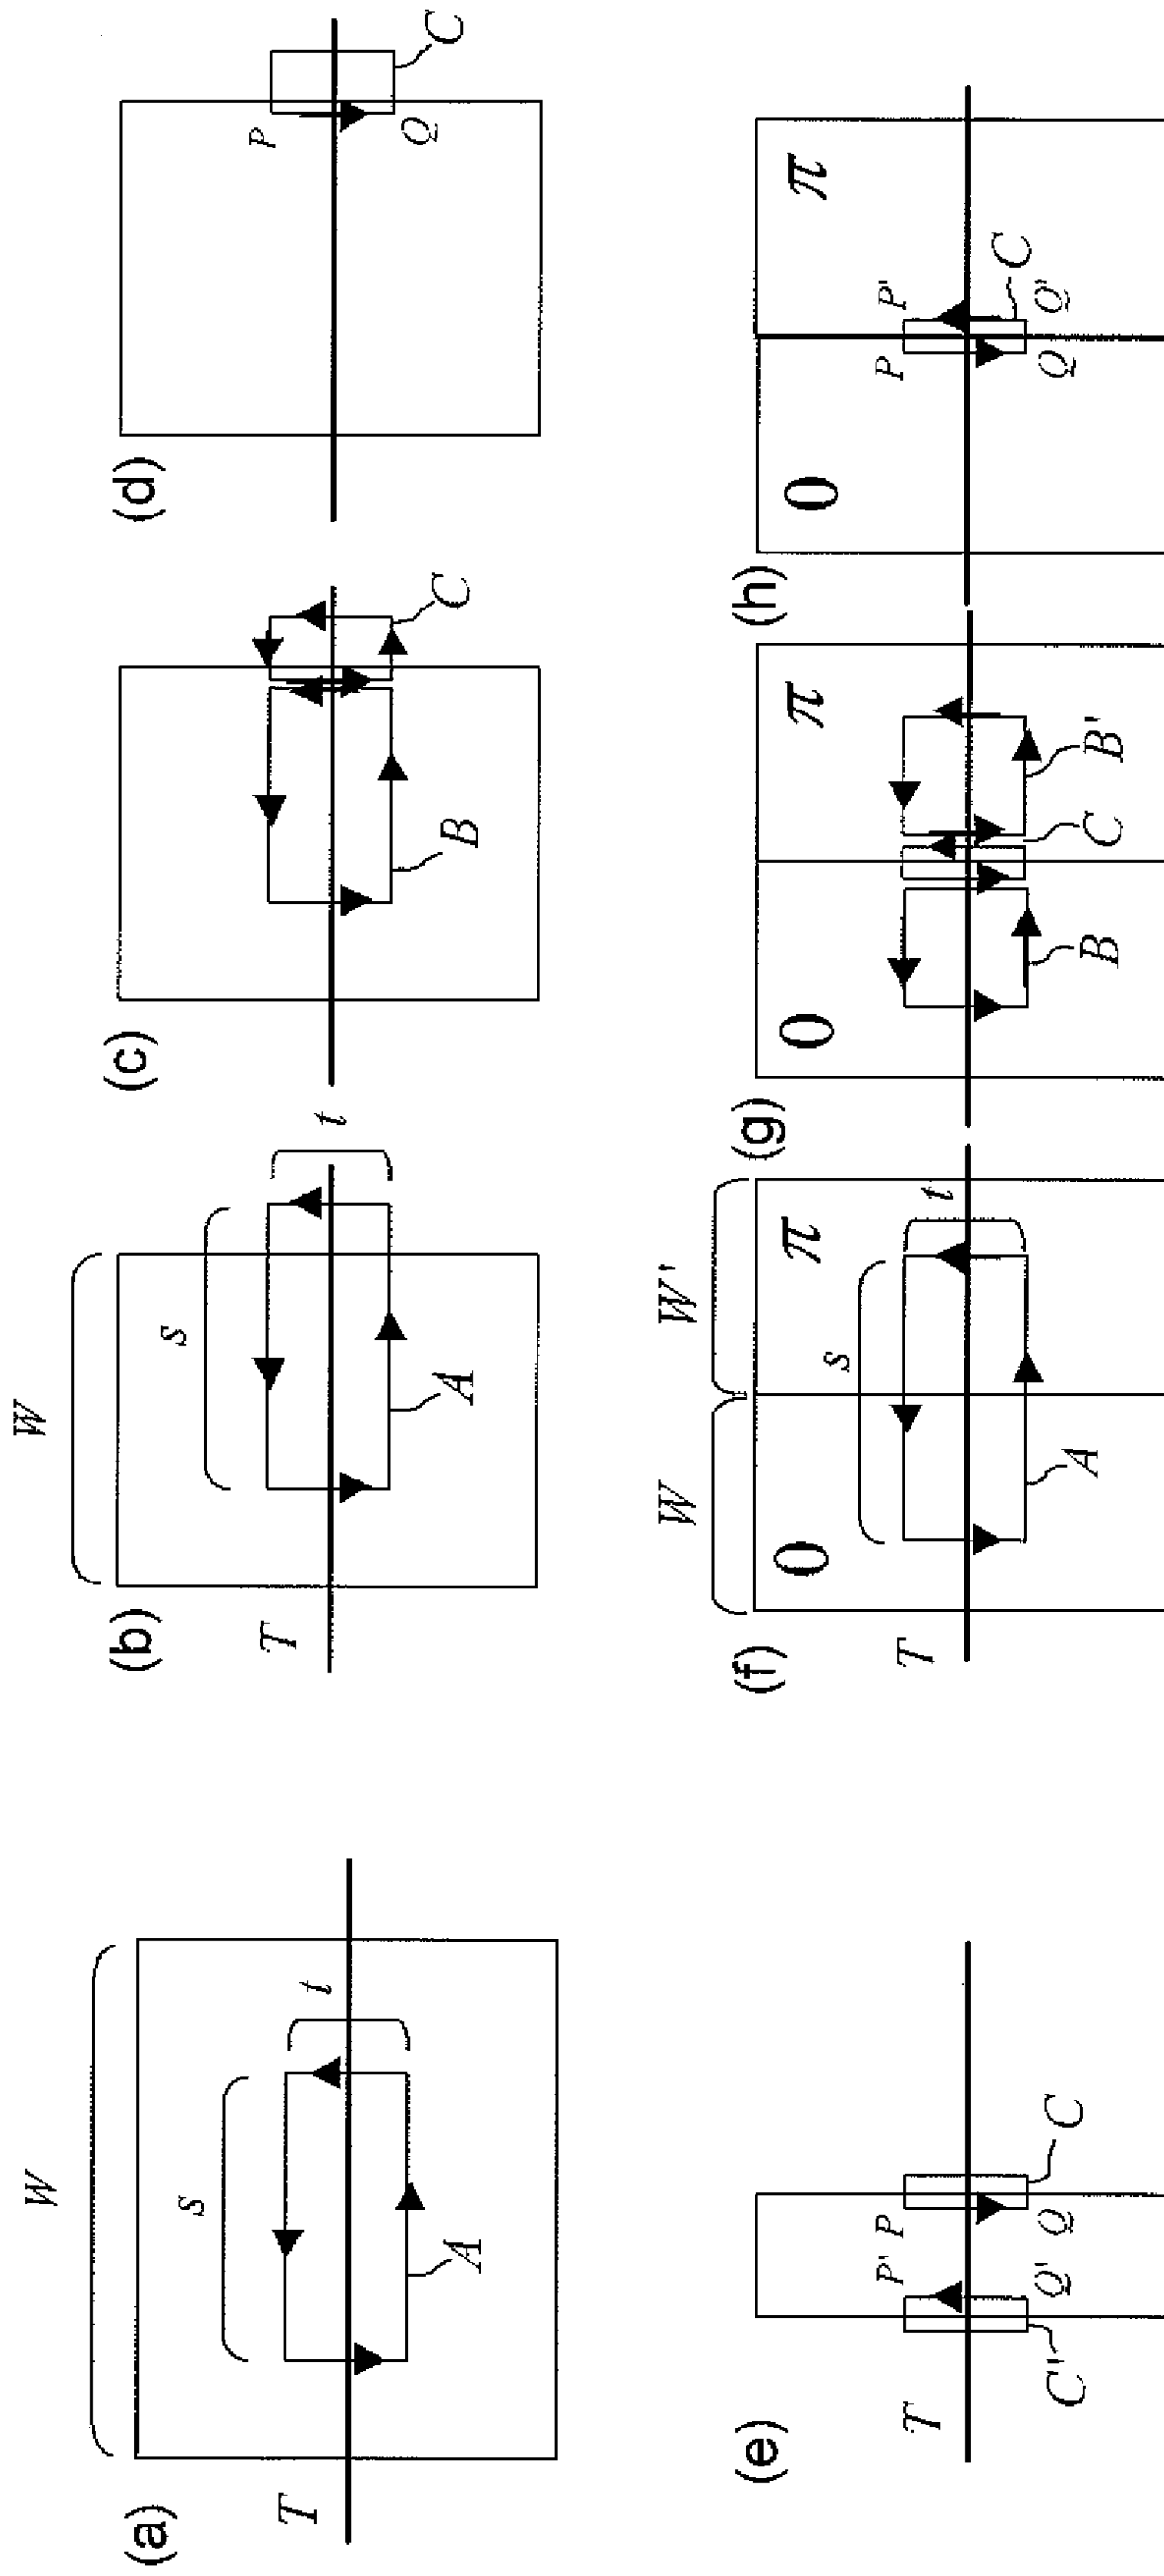 (a)
W
s
t
T
A
(b)
W
s
t
T
A
(c)
B
C
(d)
P
Q
C
(e)
T
P' P
Q' Q
C' C
(f)
W W'
0 π
s
t
T
A
(g)
0 π
B C B'
(h)
0 π
P P'
Q Q'
C